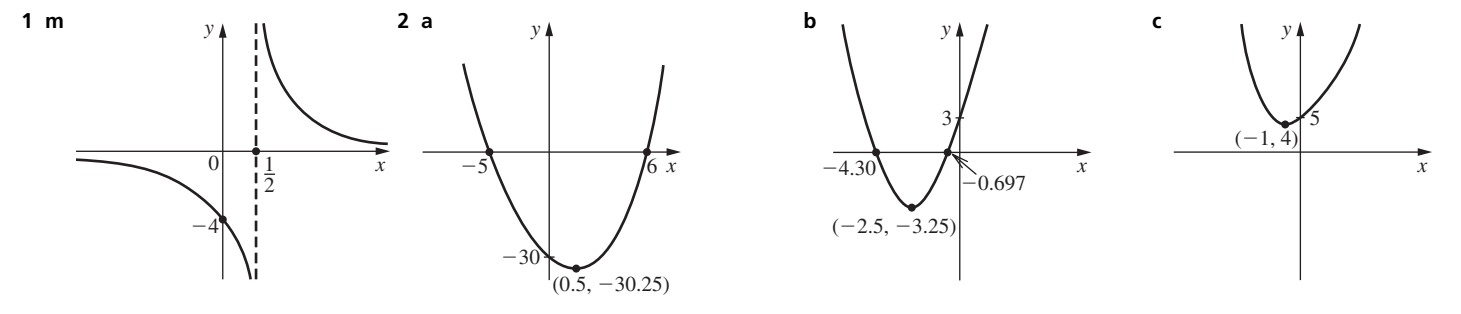 1 m
y
0
1/2
x
−4
2 a
y
−5
6 x
−30
(0.5, −30.25)
b
y
3
−4.30
x
−0.697
(−2.5, −3.25)
c
y
5
(−1, 4)
x